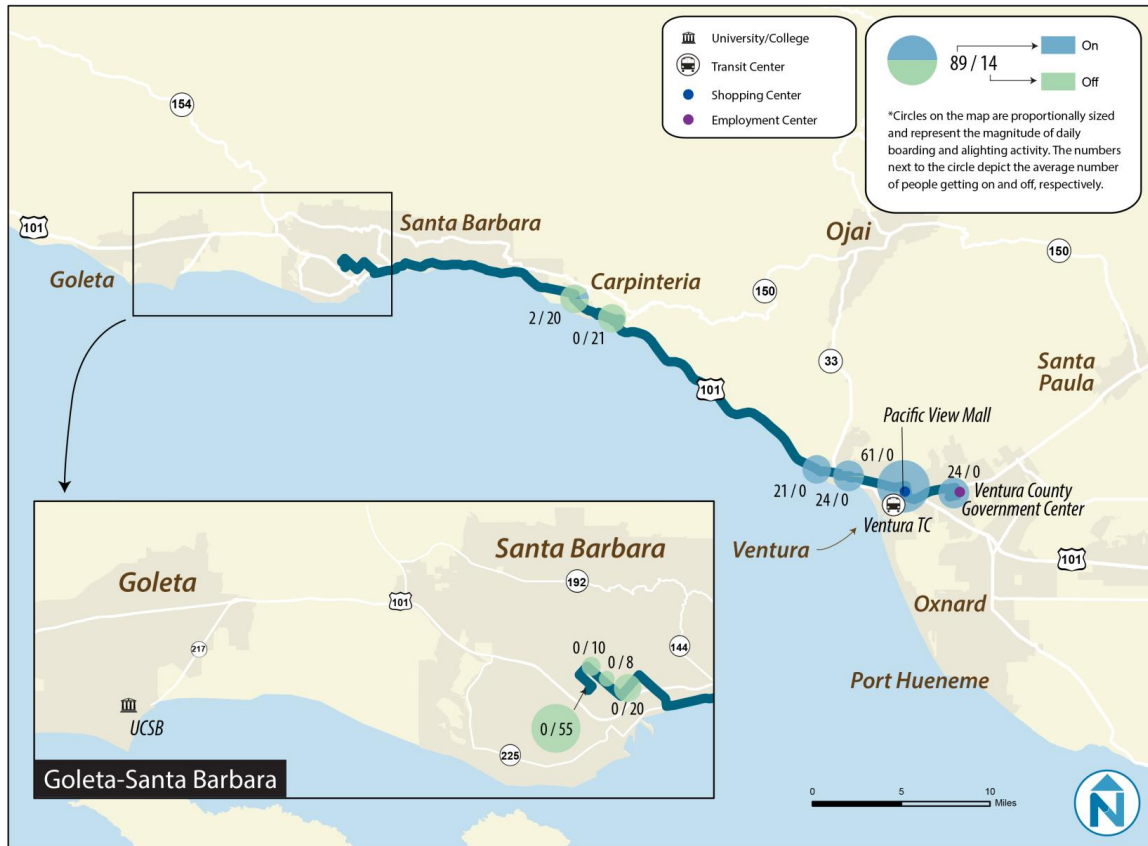 University/College
Transit Center
Shopping Center
Employment Center
89 / 14
On
Off
*Circles on the map are proportionally sized
and represent the magnitude of daily
boarding and alighting activity. The numbers
next to the circle depict the average number
of people getting on and off, respectively.
154
101
Goleta
Santa Barbara
Carpinteria
2 / 20
0 / 21
Ojai
150
150
33
101
Santa
Paula
Pacific View Mall
61 / 0
21 / 0
24 / 0
24 / 0
Ventura County
Government Center
Ventura TC
Ventura
101
Oxnard
Port Hueneme
Santa Barbara
Goleta
192
101
217
144
0 / 10
0 / 8
0 / 20
0 / 55
UCSB
225
Goleta-Santa Barbara
0
5
10
Miles
N